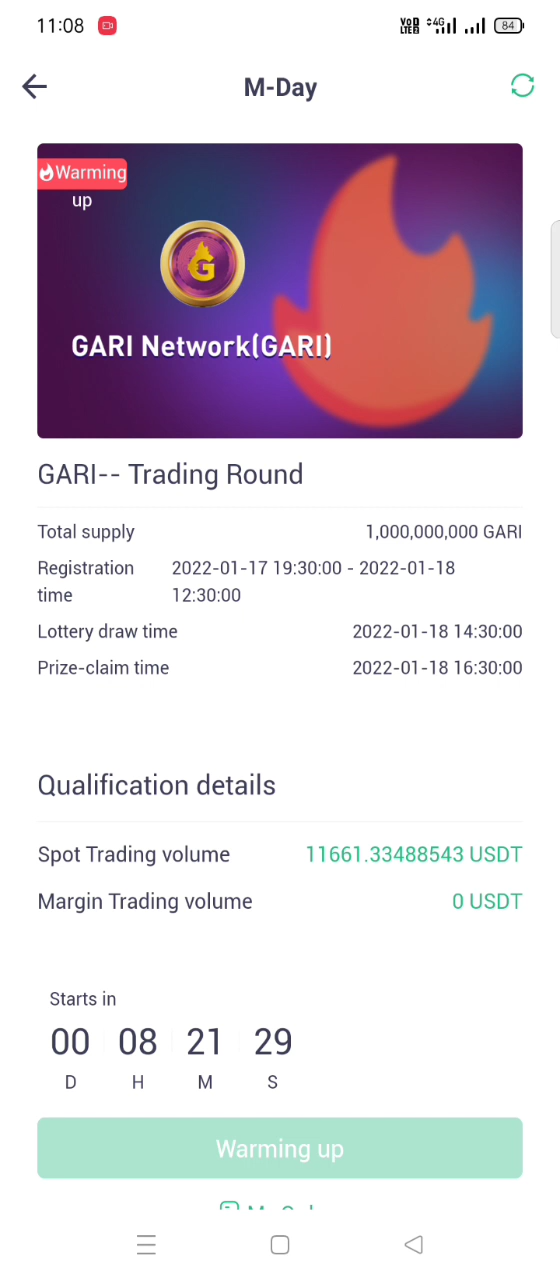 11:08 VoD LTE2 4G 84
M-Day
Warming
up
G
GARI Network(GARI)
GARI-- Trading Round
Total supply 1,000,000,000 GARI
Registration 2022-01-17 19:30:00 - 2022-01-18
time 12:30:00
Lottery draw time 2022-01-18 14:30:00
Prize-claim time 2022-01-18 16:30:00
Qualification details
Spot Trading volume 11661.33488543 USDT
Margin Trading volume 0 USDT
Starts in
00 08 21 29
D H M S
Warming up